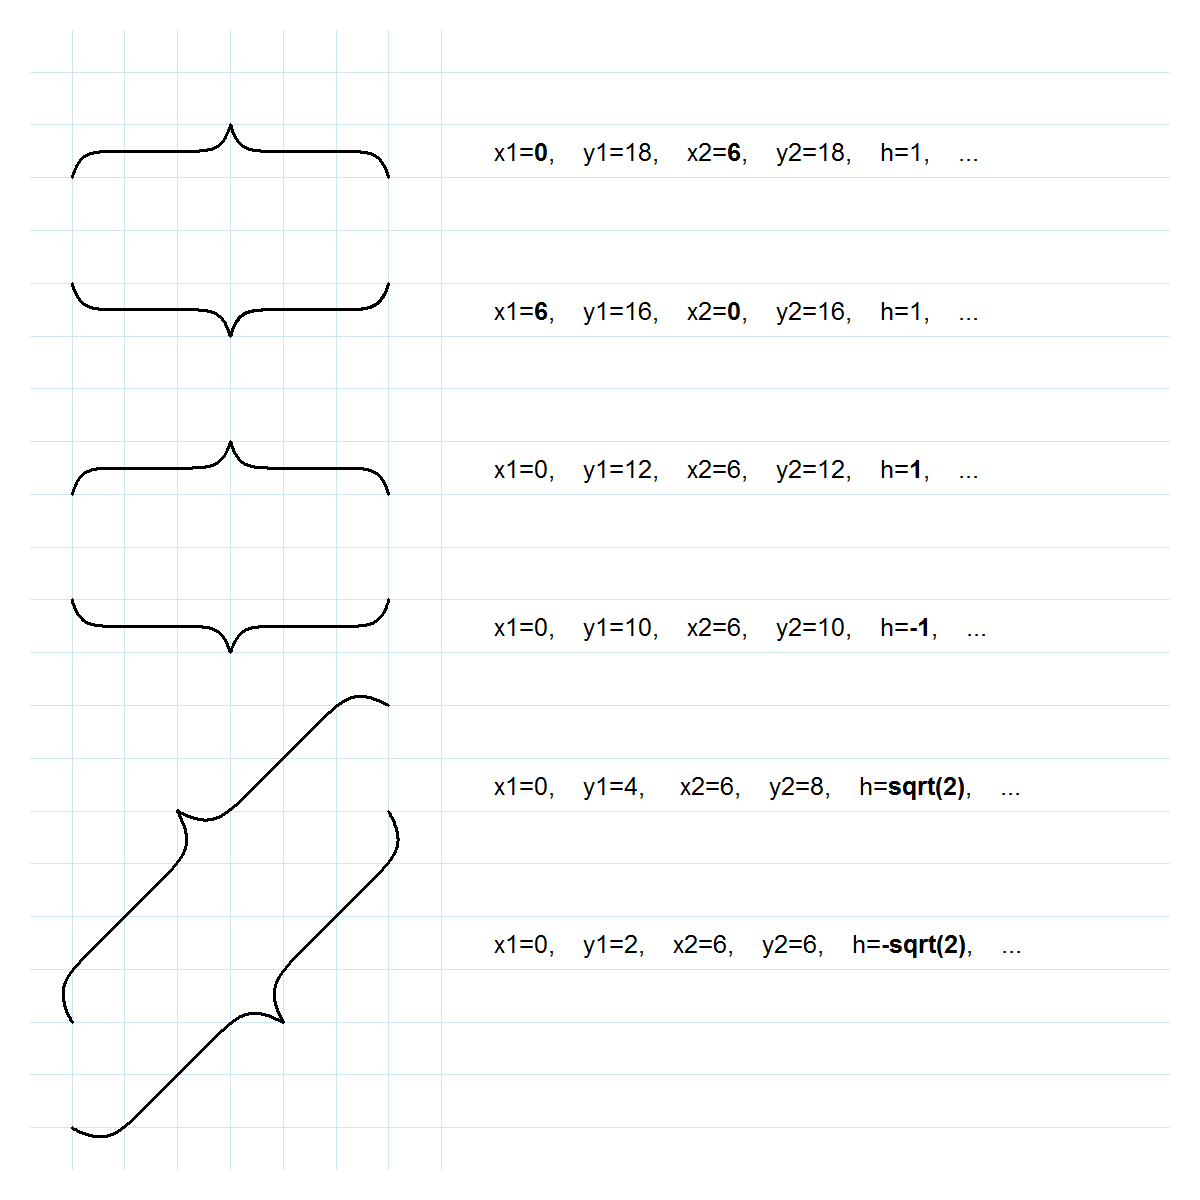 x1=0, y1=18, x2=6, y2=18, h=1, ...
x1=6, y1=16, x2=0, y2=16, h=1, ...
x1=0, y1=12, x2=6, y2=12, h=1, ...
x1=0, y1=10, x2=6, y2=10, h=-1, ...
x1=0, y1=4, x2=6, y2=8, h=sqrt(2), ...
x1=0, y1=2, x2=6, y2=6, h=-sqrt(2), ...